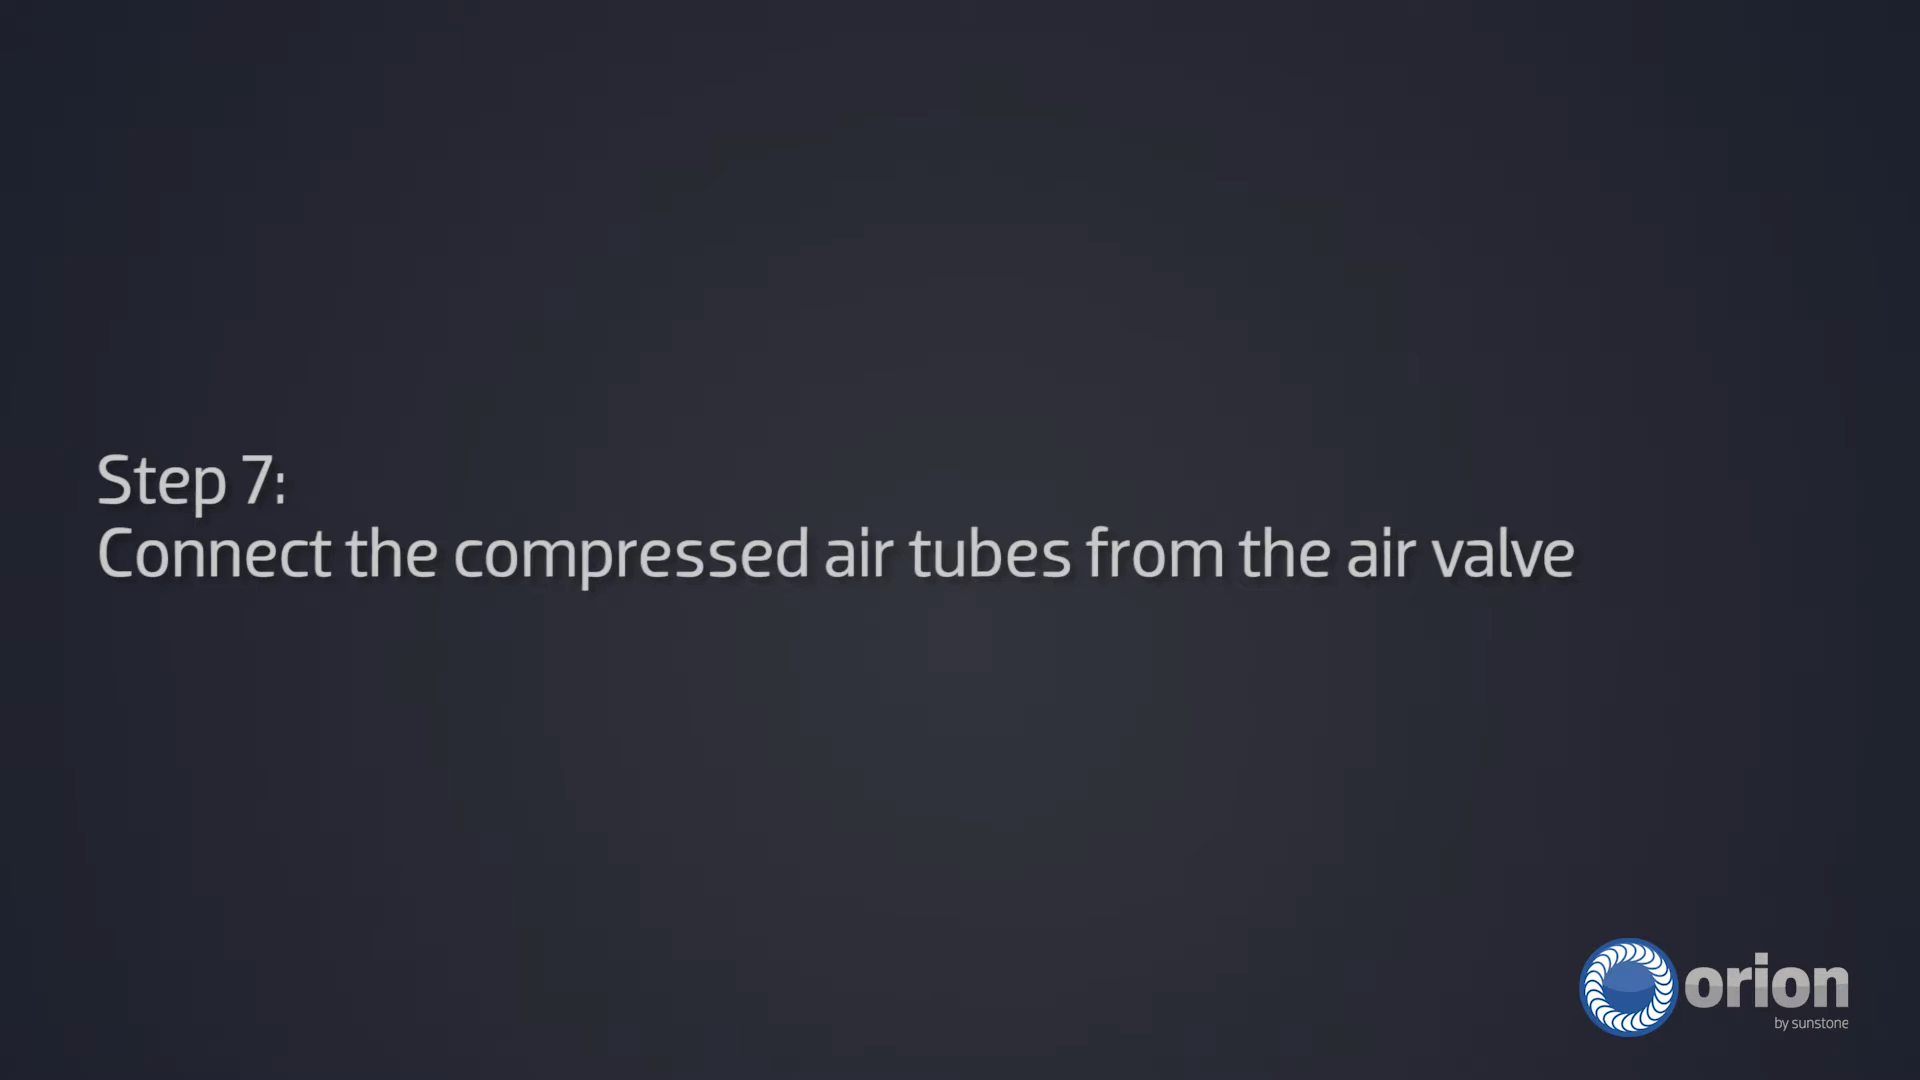 Step 7:
Connect the compressed air tubes from the air valve
orion
by sunstone